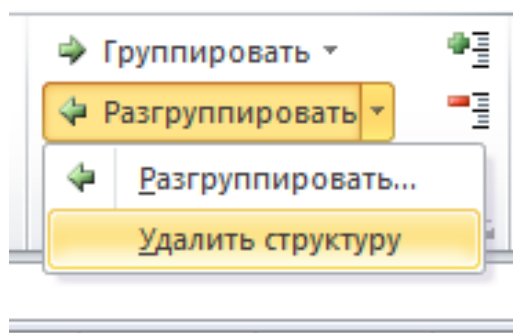 Группировать
Разгруппировать
Разгруппировать...
Удалить структуру